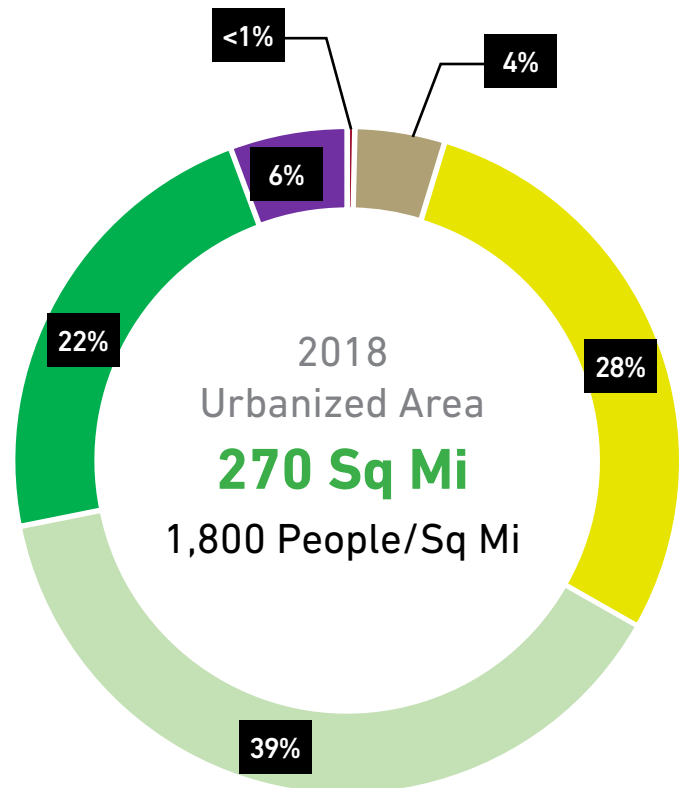 <1%
4%
6%
22%
28%
2018
Urbanized Area
270 Sq Mi
1,800 People/Sq Mi
39%